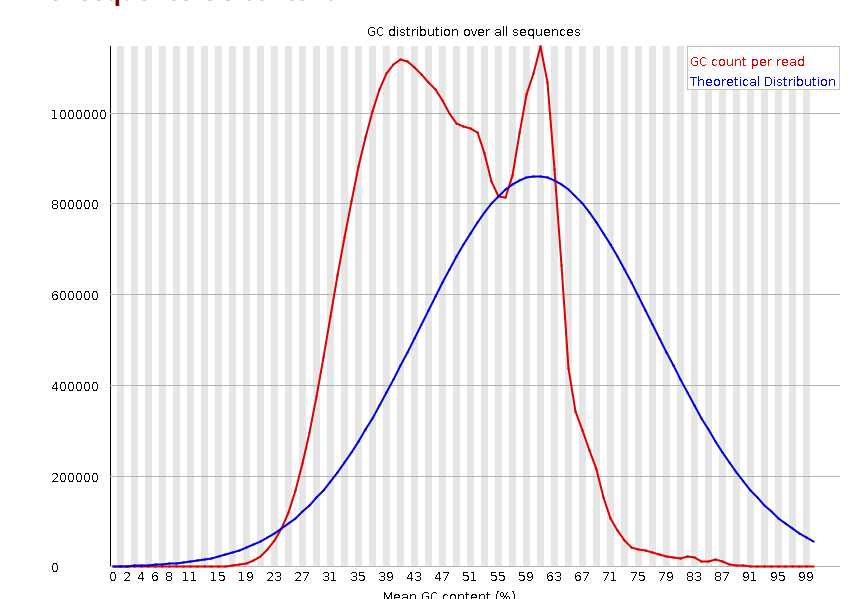 GC distribution over all sequences
GC count per read
Theoretical Distribution
1000000
800000
600000
400000
200000
0
0 2 4 6 8 11 15 19 23 27 31 35 39 43 47 51 55 59 63 67 71 75 79 83 87 91 95 99
Mean GC content (%)